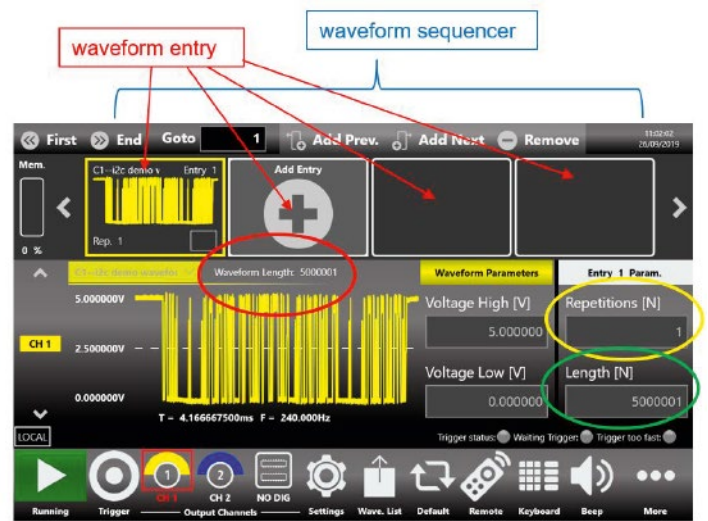 waveform sequencer
waveform entry
First End Goto 1 Add Prev. Add Next Remove 11:02:02
26/09/2019
Mem.
C1--i2c demo v Entry 1
Add Entry
Rep. 1
0 %
Waveform Length: 5000001
Waveform Parameters
Entry 1 Param.
5.000000V
Voltage High [V]
Repetitions [N]
5.000000
1
CH 1
2.500000V
Voltage Low [V]
Length [N]
0.000000V
0.000000
5000001
T = 4.166667500ms F = 240.000Hz
LOCAL
Trigger status: Waiting Trigger: Trigger too fast:
1
2
CH 1
CH 2
NO DIG
Running Trigger Output Channels Settings Wave. List Default Remote Keyboard Beep More